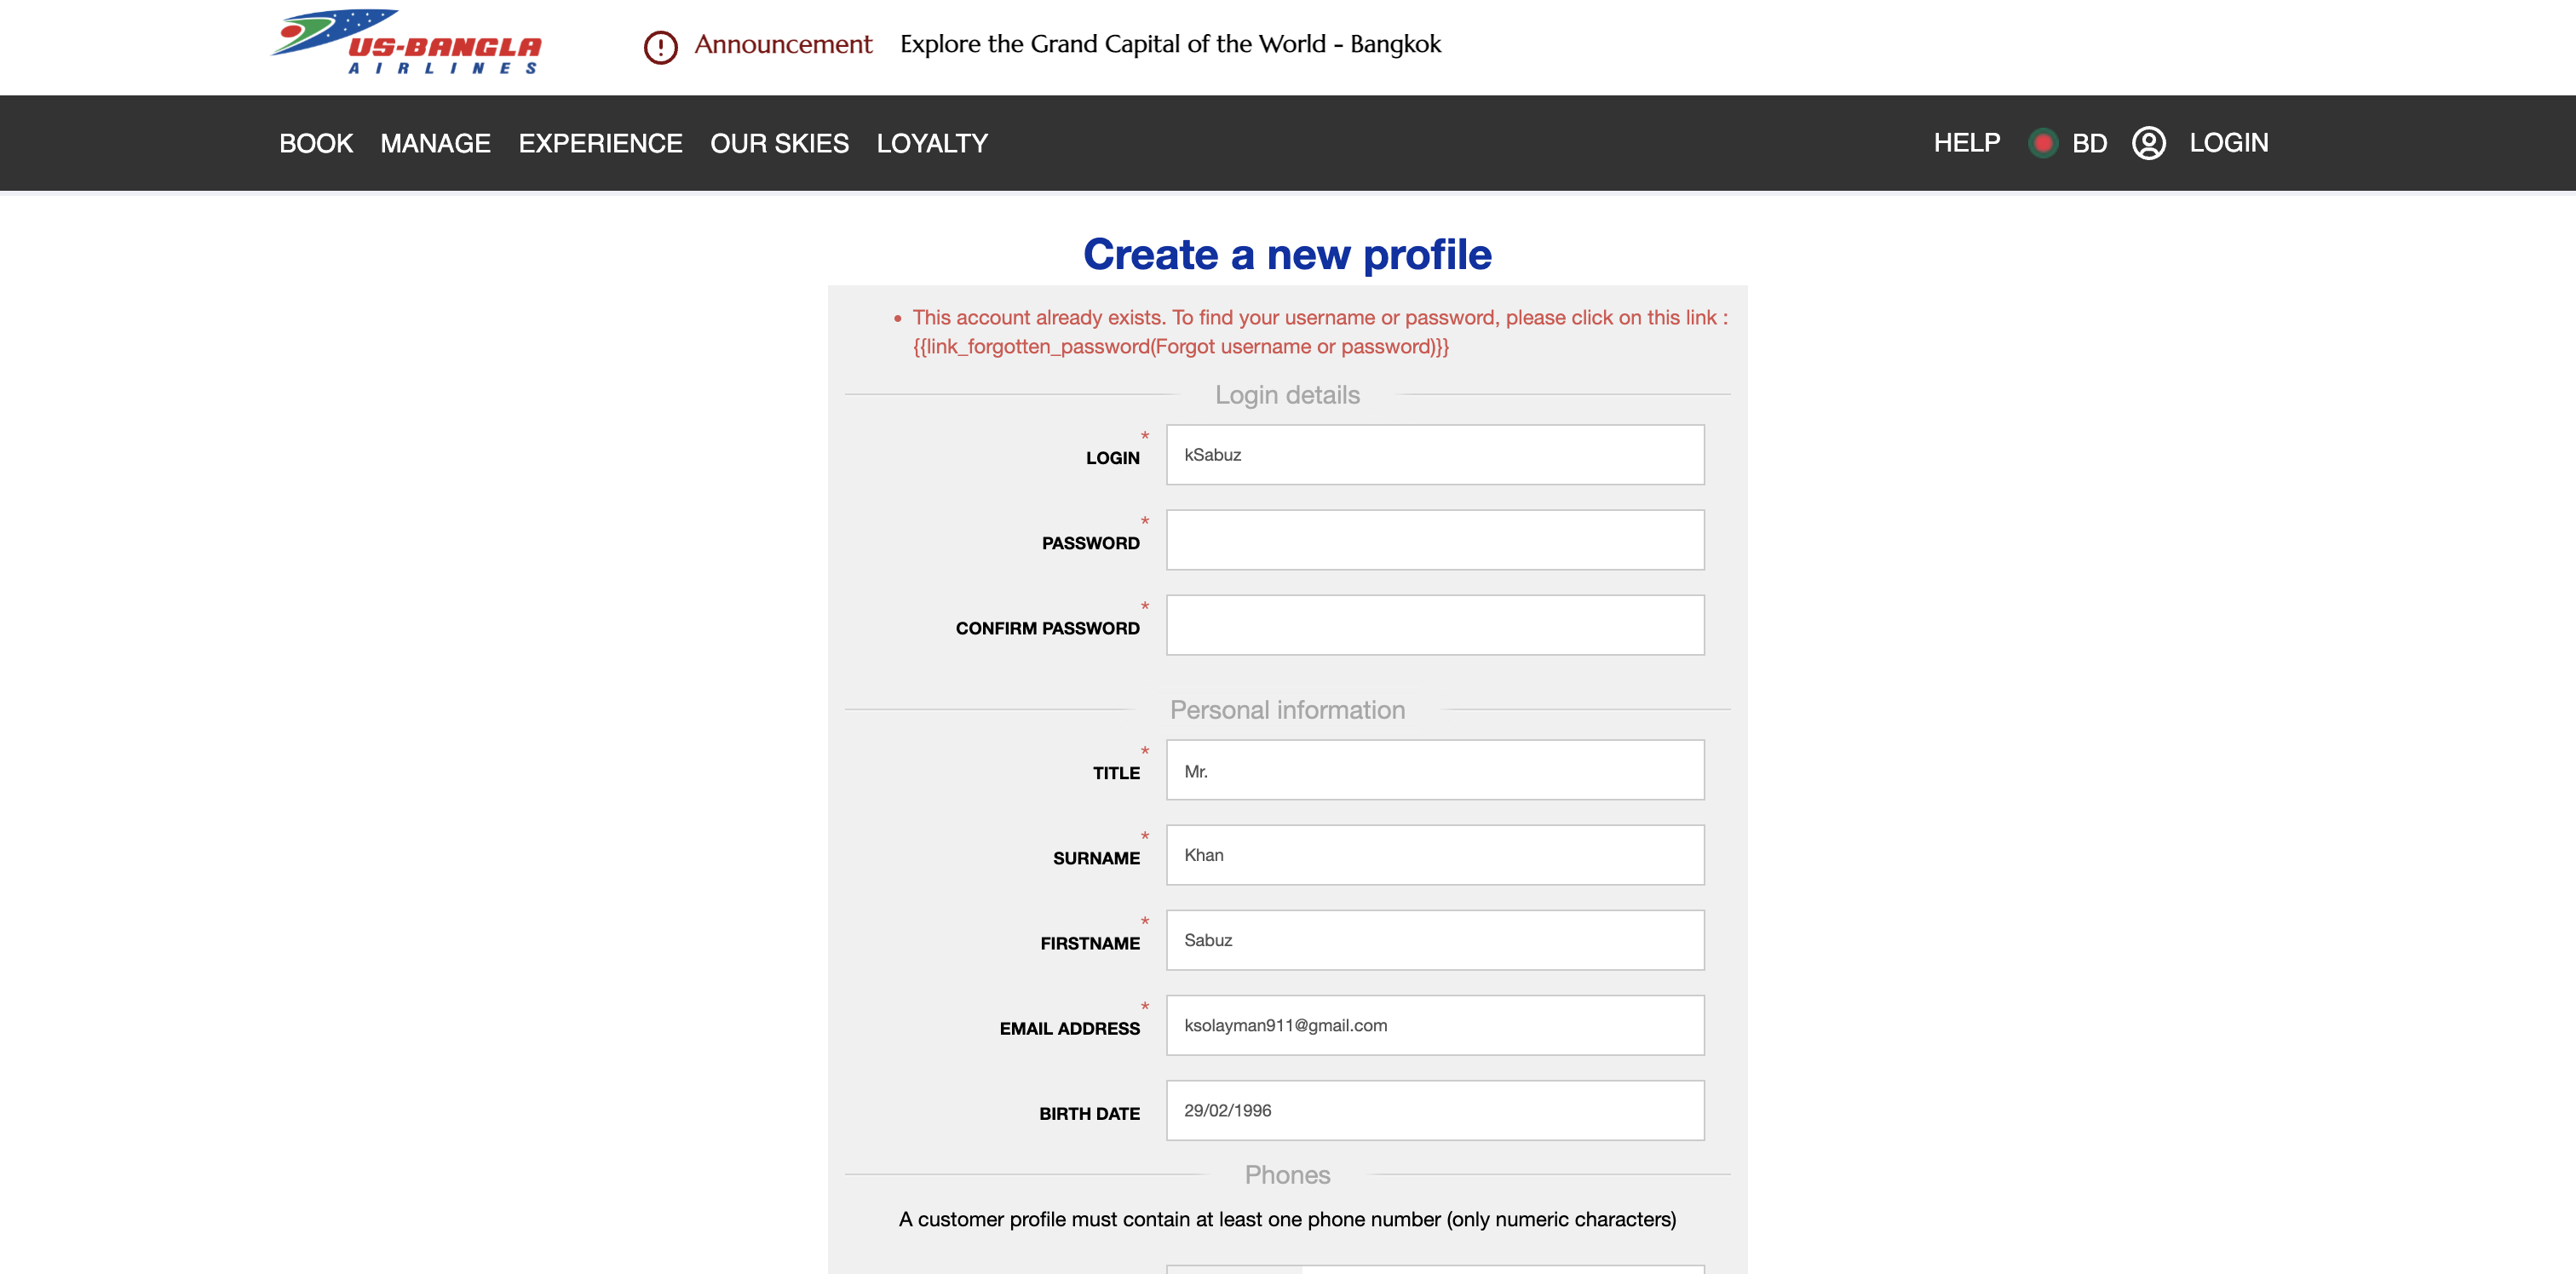 US-BANGLA
AIRLINES
Announcement Explore the Grand Capital of the World - Bangkok
BOOK MANAGE EXPERIENCE OUR SKIES LOYALTY HELP BD LOGIN
Create a new profile
• This account already exists. To find your username or password, please click on this link :
{{link_forgotten_password(Forgot username or password)}}
Login details
* LOGIN kSabuz
* PASSWORD
* CONFIRM PASSWORD
Personal information
* TITLE Mr.
* SURNAME Khan
* FIRSTNAME Sabuz
* EMAIL ADDRESS ksolayman911@gmail.com
BIRTH DATE 29/02/1996
Phones
A customer profile must contain at least one phone number (only numeric characters)